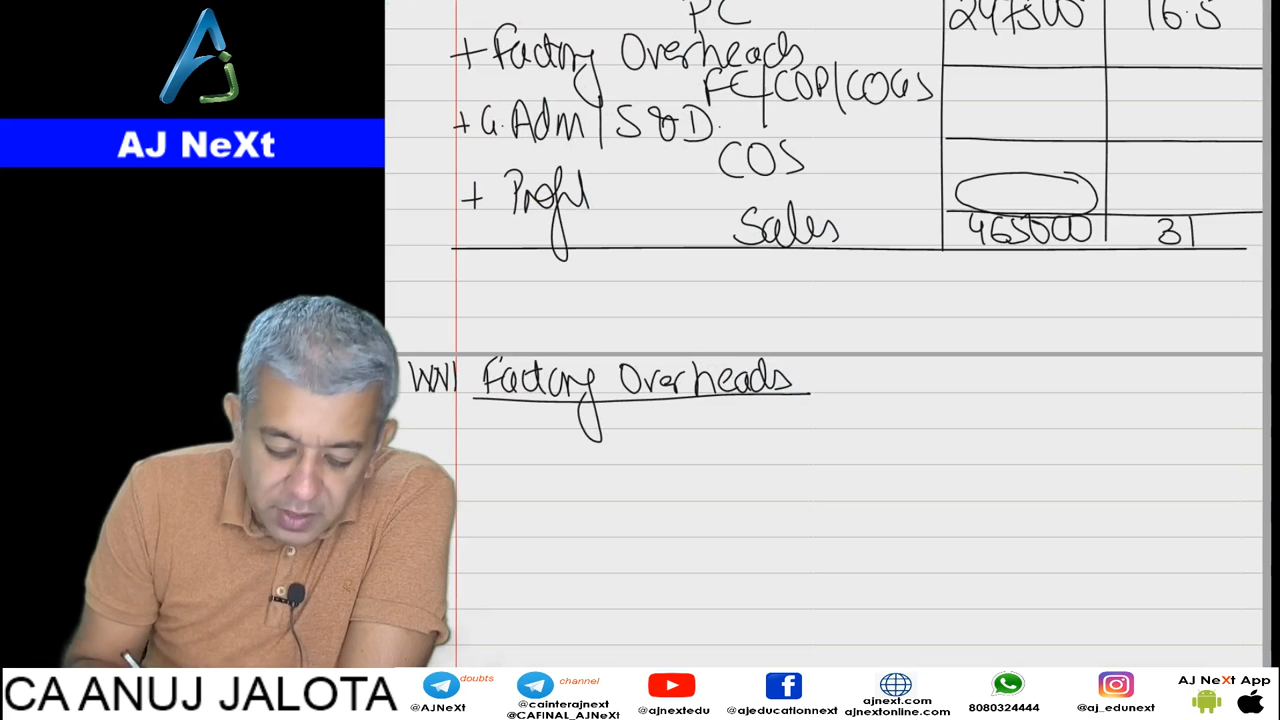 PC 247500 16.5
+ Factory Overheads
FC/COP/COGS
+ G.Adm / S & D.
COS
+ Profit
Sales 465000 31
WN1 Factory Overheads
AJ NeXt
CA ANUJ JALOTA
doubts
@AJNeXt
channel
@cainterajnext
@CAFINAL_AJNeXt
@ajnextedu
@ajeducationnext
ajnext.com
ajnextonline.com
8080324444
@aj_edunext
AJ NeXt App